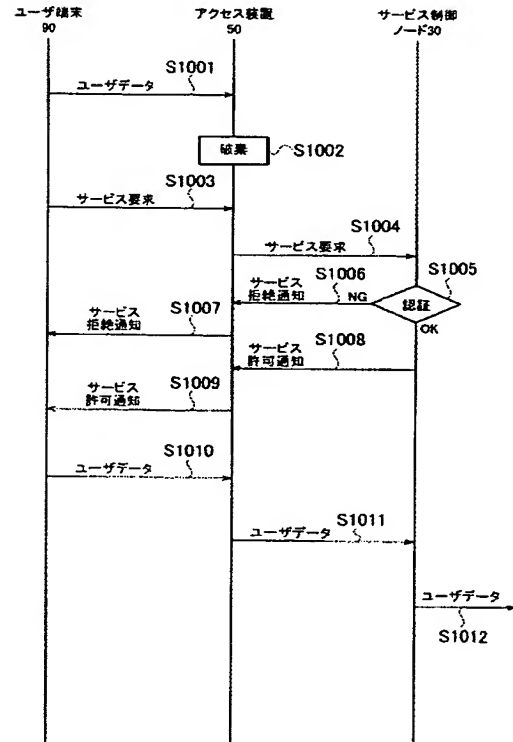 ユーザ端末
90
アクセス装置
50
サービス制御
ノード30
S1001
ユーザデータ
破棄
S1002
S1003
サービス要求
S1004
サービス要求
S1006
サービス
拒絶通知
NG
S1005
認証
OK
S1007
サービス
拒絶通知
S1008
サービス
許可通知
S1009
サービス
許可通知
S1010
ユーザデータ
S1011
ユーザデータ
ユーザデータ
S1012